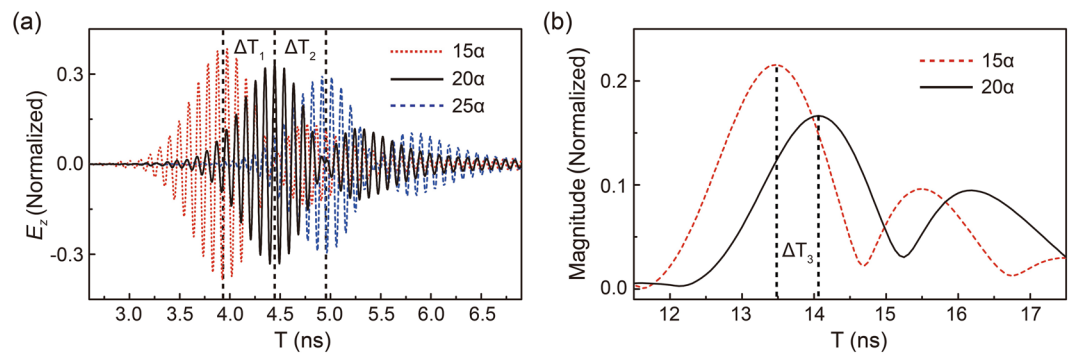 (a)
ΔT₁
ΔT₂
15α
20α
25α
0.3
0.0
-0.3
E_z (Normalized)
3.0 3.5 4.0 4.5 5.0 5.5 6.0 6.5
T (ns)
(b)
15α
20α
0.2
0.1
0.0
Magnitude (Normalized)
ΔT₃
12 13 14 15 16 17
T (ns)